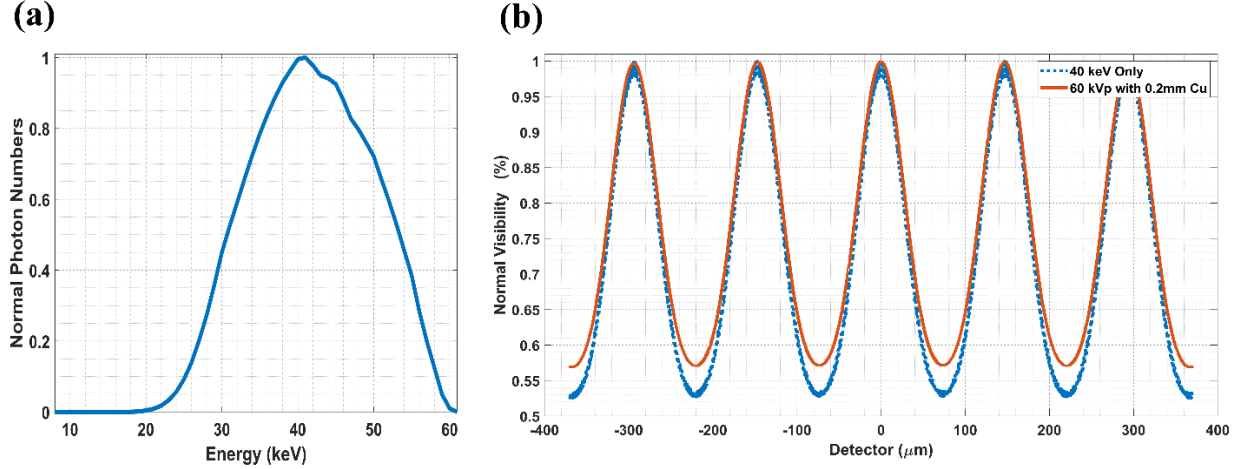 (a)
Normal Photon Numbers
1
0.8
0.6
0.4
0.2
0
10 20 30 40 50 60
Energy (keV)
(b)
Normal Visibility (%)
1
0.95
0.9
0.85
0.8
0.75
0.7
0.65
0.6
0.55
0.5
-400 -300 -200 -100 0 100 200 300 400
Detector (μm)
40 keV Only
60 kVp with 0.2mm Cu